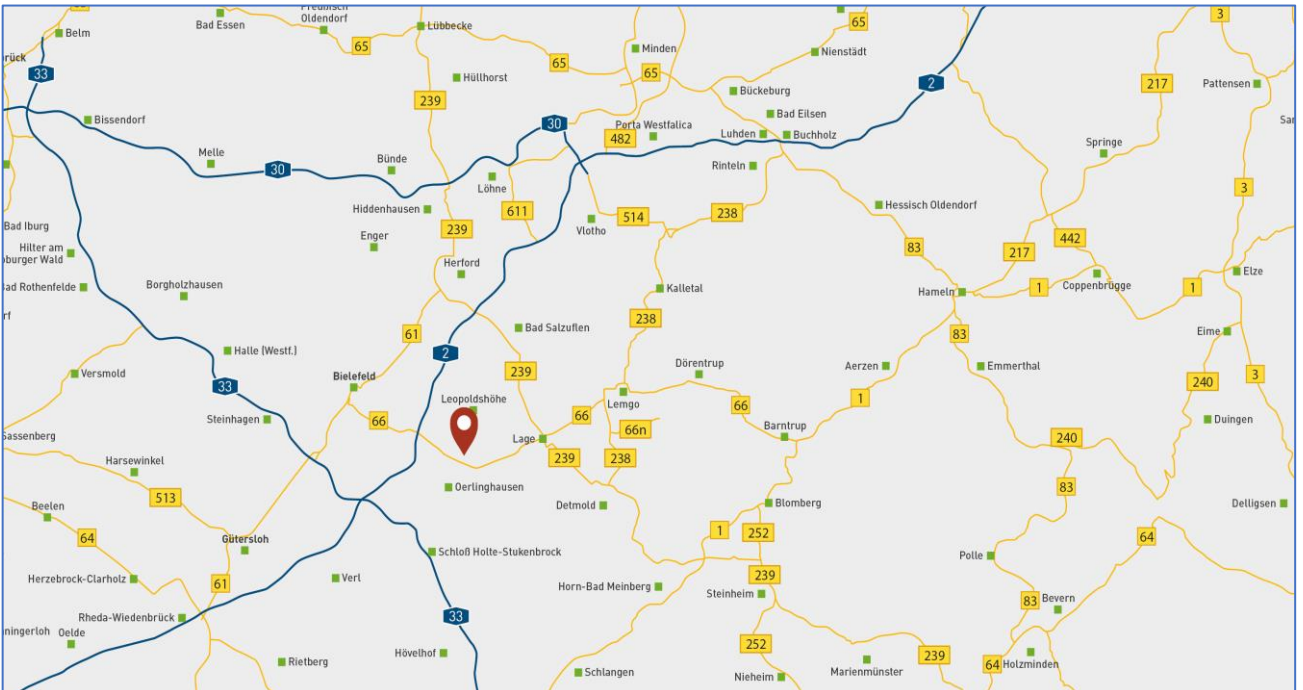 Belm
Bad Essen
Preußisch
Oldendorf
Lübbecke
65
65
Minden
65
Nienstädt
65
3
217
Pattensen
33
Hüllhorst
239
65
Bückeburg
2
Bissendorf
30
Porta Westfalica
482
Bad Eilsen
Luhden
Buchholz
Springe
Melle
30
Bünde
Löhne
Rinteln
3
Hiddenhausen
611
514
238
Hessisch Oldendorf
Bad Iburg
239
Vlotho
Enger
442
83
217
Hilter am
Herford
Elze
Coppenbrügge
Bad Rothenfelde
Borgholzhausen
Kalletal
Hameln
1
1
238
Bad Salzuflen
61
83
Eime
Halle (Westf.)
2
Versmold
33
Bielefeld
239
Dörentrup
Aerzen
Emmerthal
3
240
Lemgo
1
Leopoldshöhe
66
66
66
Steinhagen
66n
Duingen
Sassenberg
Lage
Barntrup
240
239
238
Harsewinkel
Oerlinghausen
83
513
Detmold
Blomberg
Delligsen
Beelen
1
252
64
64
Gütersloh
Schloß Holte-Stukenbrock
Polle
239
Herzebrock-Clarholz
61
Verl
Horn-Bad Meinberg
Steinheim
83
Bevern
Rheda-Wiedenbrück
33
Oelde
252
Hövelhof
239
Rietberg
Marienmünster
64
Holzminden
Schlangen
Nieheim